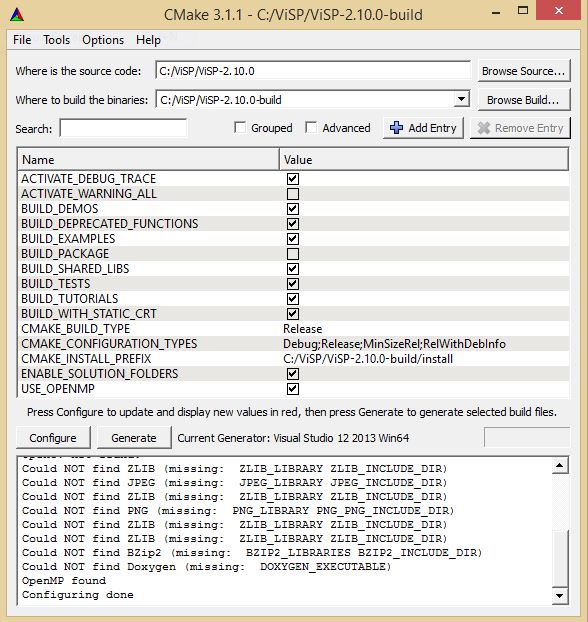 CMake 3.1.1 - C:/ViSP/ViSP-2.10.0-build
File Tools Options Help
Where is the source code: C:/ViSP/ViSP-2.10.0 Browse Source...
Where to build the binaries: C:/ViSP/ViSP-2.10.0-build Browse Build...
Search: Grouped Advanced Add Entry Remove Entry
Name Value
ACTIVATE_DEBUG_TRACE
ACTIVATE_WARNING_ALL
BUILD_DEMOS
BUILD_DEPRECATED_FUNCTIONS
BUILD_EXAMPLES
BUILD_PACKAGE
BUILD_SHARED_LIBS
BUILD_TESTS
BUILD_TUTORIALS
BUILD_WITH_STATIC_CRT
CMAKE_BUILD_TYPE Release
CMAKE_CONFIGURATION_TYPES Debug;Release;MinSizeRel;RelWithDebInfo
CMAKE_INSTALL_PREFIX C:/ViSP/ViSP-2.10.0-build/install
ENABLE_SOLUTION_FOLDERS
USE_OPENMP
Press Configure to update and display new values in red, then press Generate to generate selected build files.
Configure Generate Current Generator: Visual Studio 12 2013 Win64
Could NOT find ZLIB (missing: ZLIB_LIBRARY ZLIB_INCLUDE_DIR)
Could NOT find JPEG (missing: JPEG_LIBRARY JPEG_INCLUDE_DIR)
Could NOT find ZLIB (missing: ZLIB_LIBRARY ZLIB_INCLUDE_DIR)
Could NOT find PNG (missing: PNG_LIBRARY PNG_PNG_INCLUDE_DIR)
Could NOT find ZLIB (missing: ZLIB_LIBRARY ZLIB_INCLUDE_DIR)
Could NOT find ZLIB (missing: ZLIB_LIBRARY ZLIB_INCLUDE_DIR)
Could NOT find BZip2 (missing: BZIP2_LIBRARIES BZIP2_INCLUDE_DIR)
Could NOT find Doxygen (missing: DOXYGEN_EXECUTABLE)
OpenMP found
Configuring done